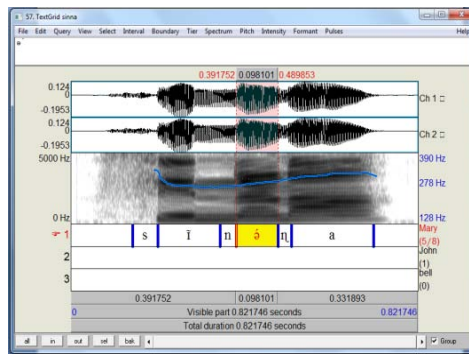 57. TextGrid sinna
File Edit Query View Select Interval Boundary Tier Spectrum Pitch Intensity Formant Pulses Help
ə́
0.391752 0.098101 0.489853
0.124
0
-0.1953
Ch 1
0.124
0
-0.1953
Ch 2
5000 Hz 390 Hz
278 Hz
0 Hz 128 Hz
1 s ĩ n ə́ ɳ a Mary
(5/8)
2 John
(1)
3 bell
(0)
0.391752 0.098101 0.331893
0 Visible part 0.821746 seconds 0.821746
Total duration 0.821746 seconds
all in out sel bak Group